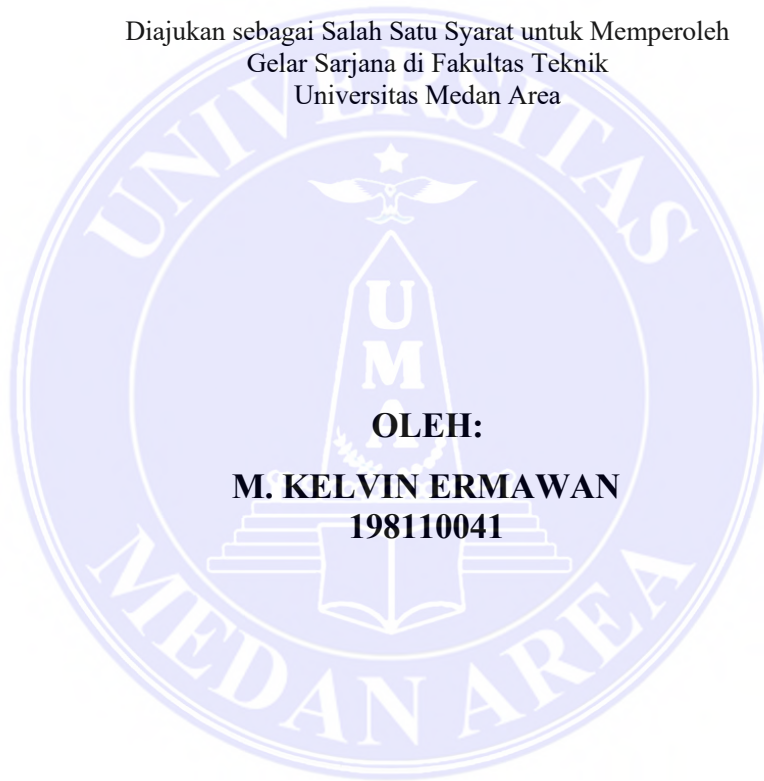 Diajukan sebagai Salah Satu Syarat untuk Memperoleh
Gelar Sarjana di Fakultas Teknik
Universitas Medan Area
UNIVERSITAS
UMA
OLEH:
M. KELVIN ERMAWAN
198110041
MEDAN AREA